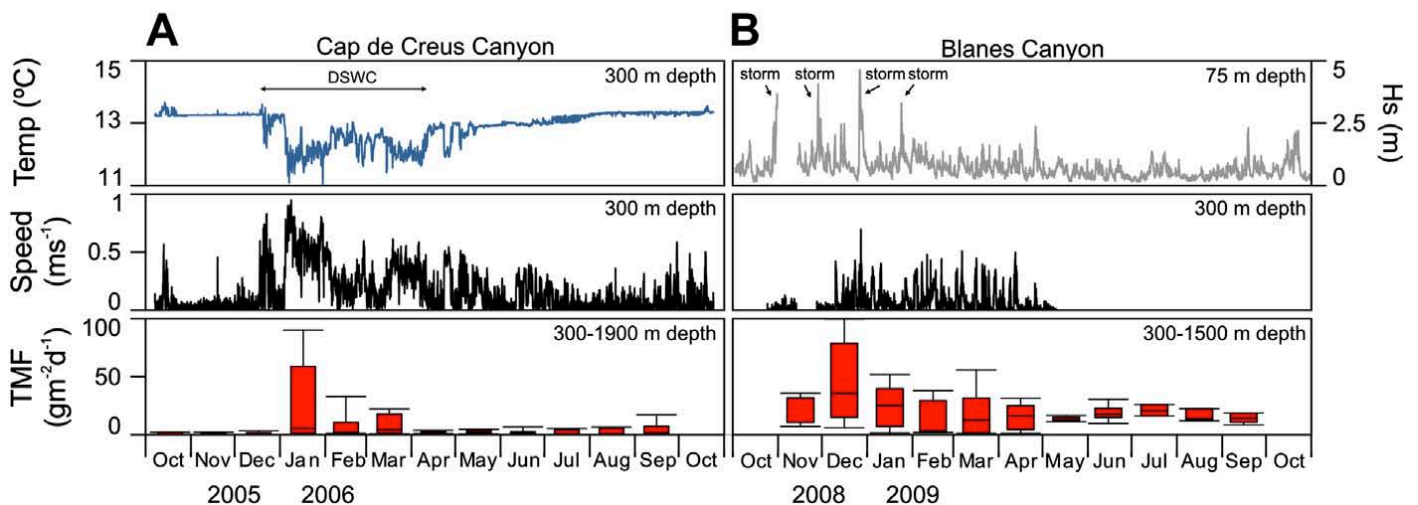 A
Cap de Creus Canyon
B
Blanes Canyon
Temp (ºC)
15
13
11
DSWC
300 m depth
storm storm storm storm
75 m depth
5
2.5
0
Hs (m)
Speed
(ms-1)
1
0.5
0
300 m depth
300 m depth
TMF
(gm-2d-1)
100
50
0
300-1900 m depth
300-1500 m depth
Oct Nov Dec Jan Feb Mar Apr May Jun Jul Aug Sep Oct
Oct Nov Dec Jan Feb Mar Apr May Jun Jul Aug Sep Oct
2005 2006
2008 2009